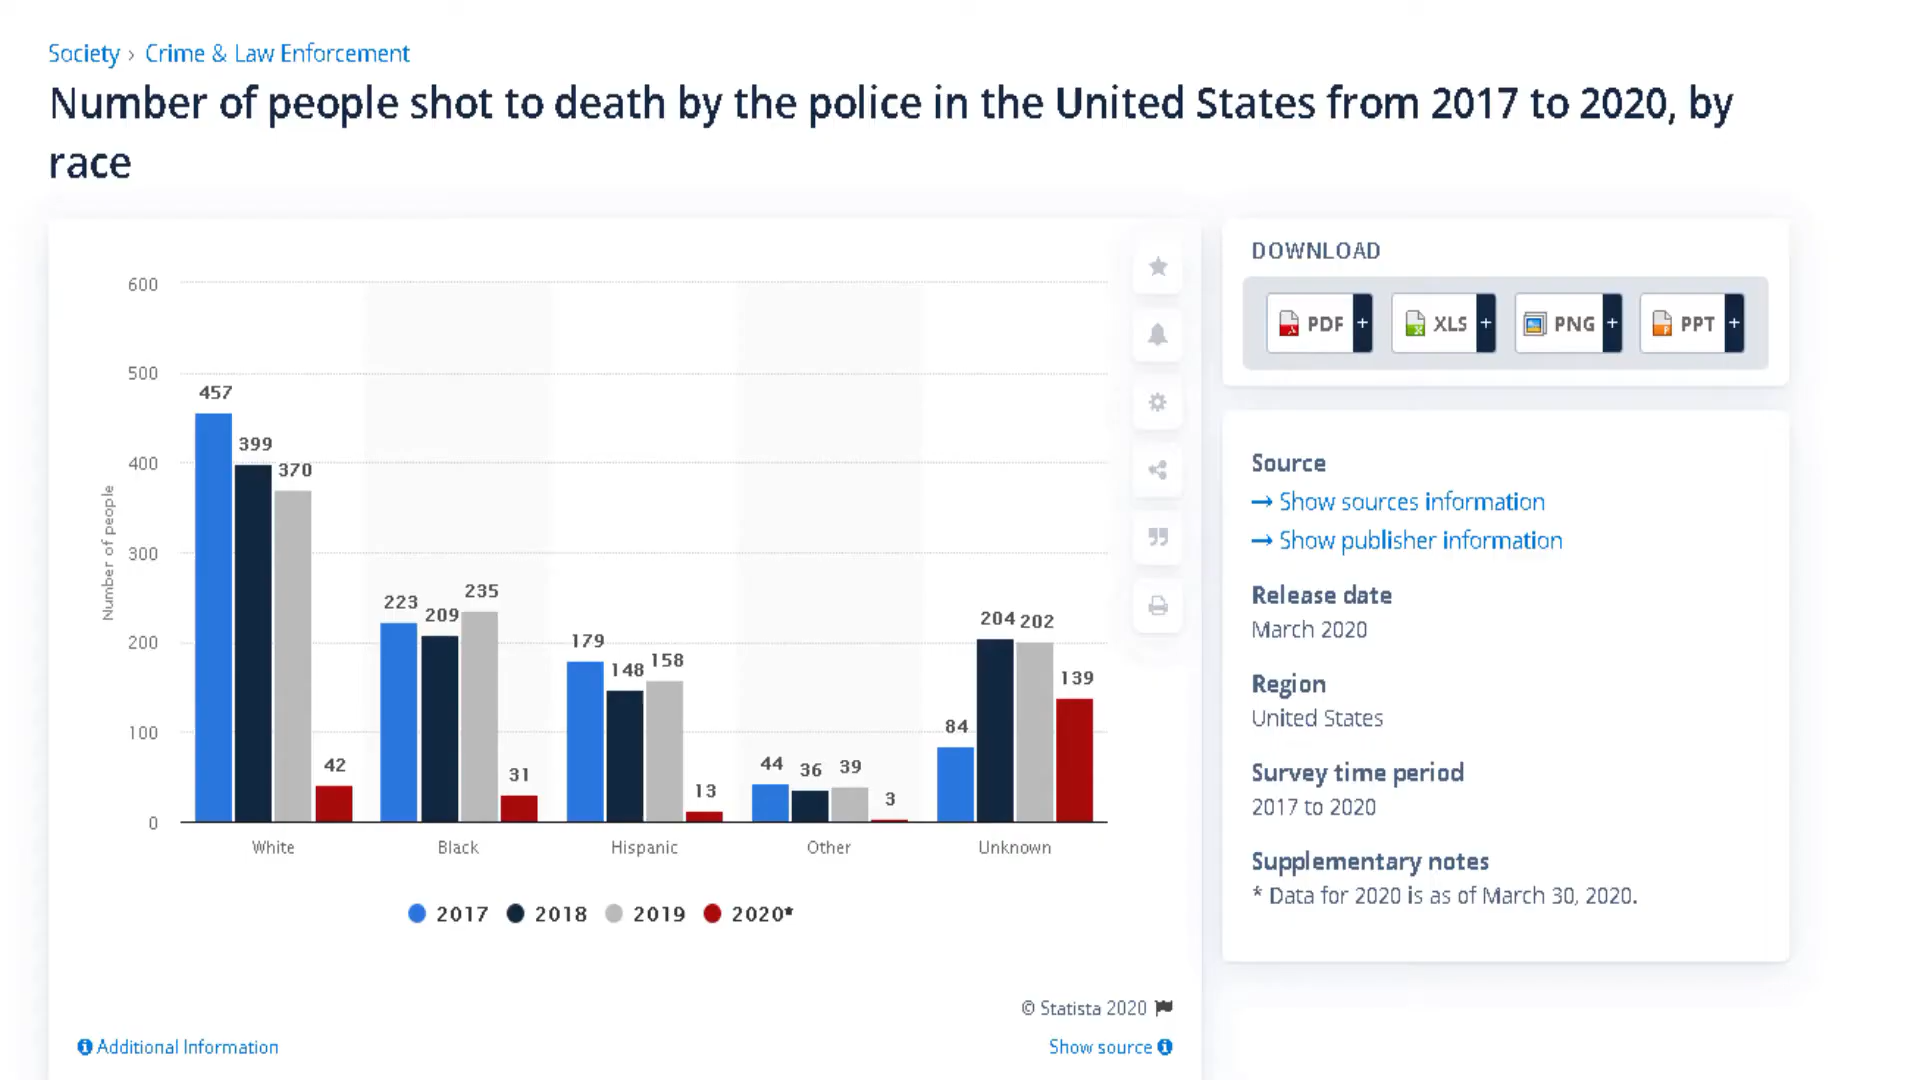 Society › Crime & Law Enforcement
Number of people shot to death by the police in the United States from 2017 to 2020, by
race
600
500
400
300
200
100
0
Number of people
457
399
370
42
223
209
235
31
179
148
158
13
44
36
39
3
84
204
202
139
White
Black
Hispanic
Other
Unknown
2017
2018
2019
2020*
© Statista 2020
Additional Information
Show source
DOWNLOAD
PDF +
XLS +
PNG +
PPT +
Source
→ Show sources information
→ Show publisher information
Release date
March 2020
Region
United States
Survey time period
2017 to 2020
Supplementary notes
* Data for 2020 is as of March 30, 2020.